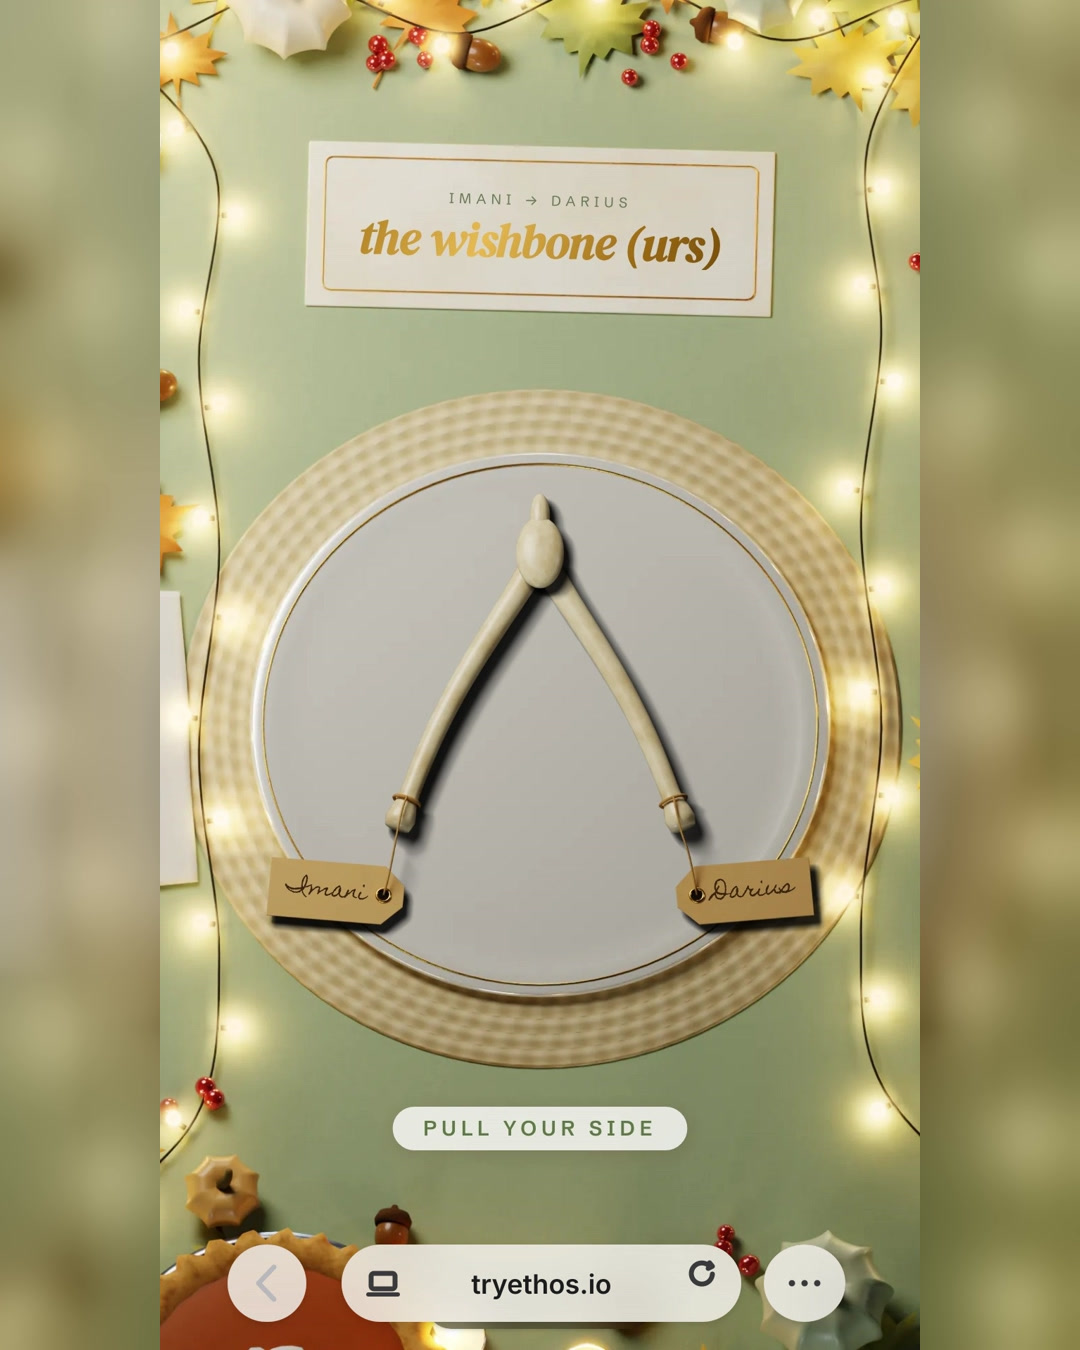 IMANI → DARIUS
the wishbone (urs)
Imani
Darius
PULL YOUR SIDE
tryethos.io